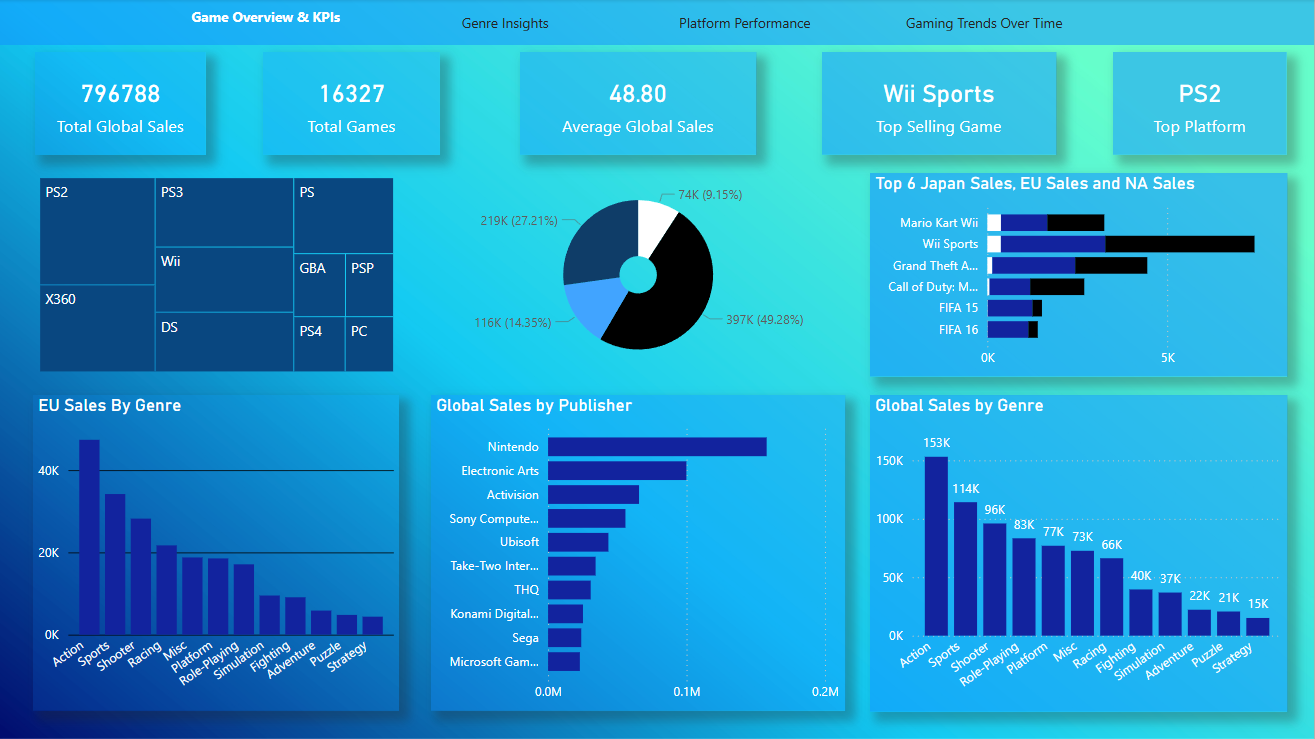 Game Overview & KPIs
Genre Insights
Platform Performance
Gaming Trends Over Time
796788
Total Global Sales
16327
Total Games
48.80
Average Global Sales
Wii Sports
Top Selling Game
PS2
Top Platform
PS2
X360
PS3
Wii
DS
PS
GBA
PSP
PS4
PC
74K (9.15%)
219K (27.21%)
116K (14.35%)
397K (49.28%)
Top 6 Japan Sales, EU Sales and NA Sales
Mario Kart Wii
Wii Sports
Grand Theft A...
Call of Duty: M...
FIFA 15
FIFA 16
0K
5K
EU Sales By Genre
40K
20K
0K
Action
Sports
Shooter
Racing
Misc
Platform
Role-Playing
Simulation
Fighting
Adventure
Puzzle
Strategy
Global Sales by Publisher
Nintendo
Electronic Arts
Activision
Sony Compute...
Ubisoft
Take-Two Inter...
THQ
Konami Digital...
Sega
Microsoft Gam...
0.0M
0.1M
0.2M
Global Sales by Genre
150K
100K
50K
0K
153K
114K
96K
83K
77K
73K
66K
40K
37K
22K
21K
15K
Action
Sports
Shooter
Role-Playing
Platform
Misc
Racing
Fighting
Simulation
Adventure
Puzzle
Strategy